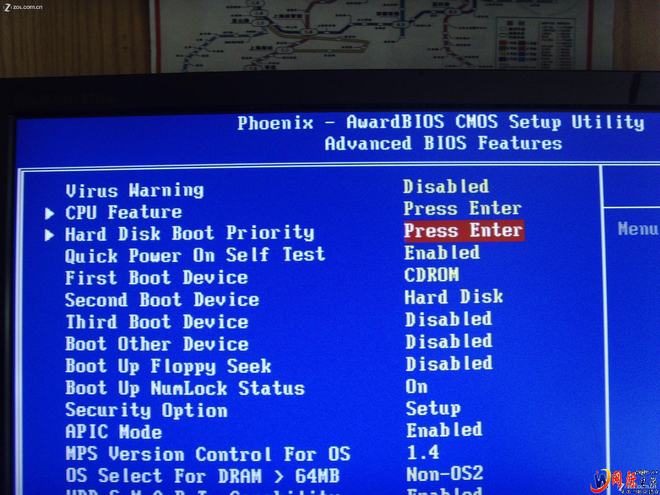 zol.com.cn
Phoenix - AwardBIOS CMOS Setup Utility
Advanced BIOS Features
Virus Warning Disabled
CPU Feature Press Enter
Hard Disk Boot Priority Press Enter
Menu
Quick Power On Self Test Enabled
First Boot Device CDROM
Second Boot Device Hard Disk
Third Boot Device Disabled
Boot Other Device Disabled
Boot Up Floppy Seek Disabled
Boot Up NumLock Status On
Security Option Setup
APIC Mode Enabled
MPS Version Control For OS 1.4
OS Select For DRAM > 64MB Non-OS2